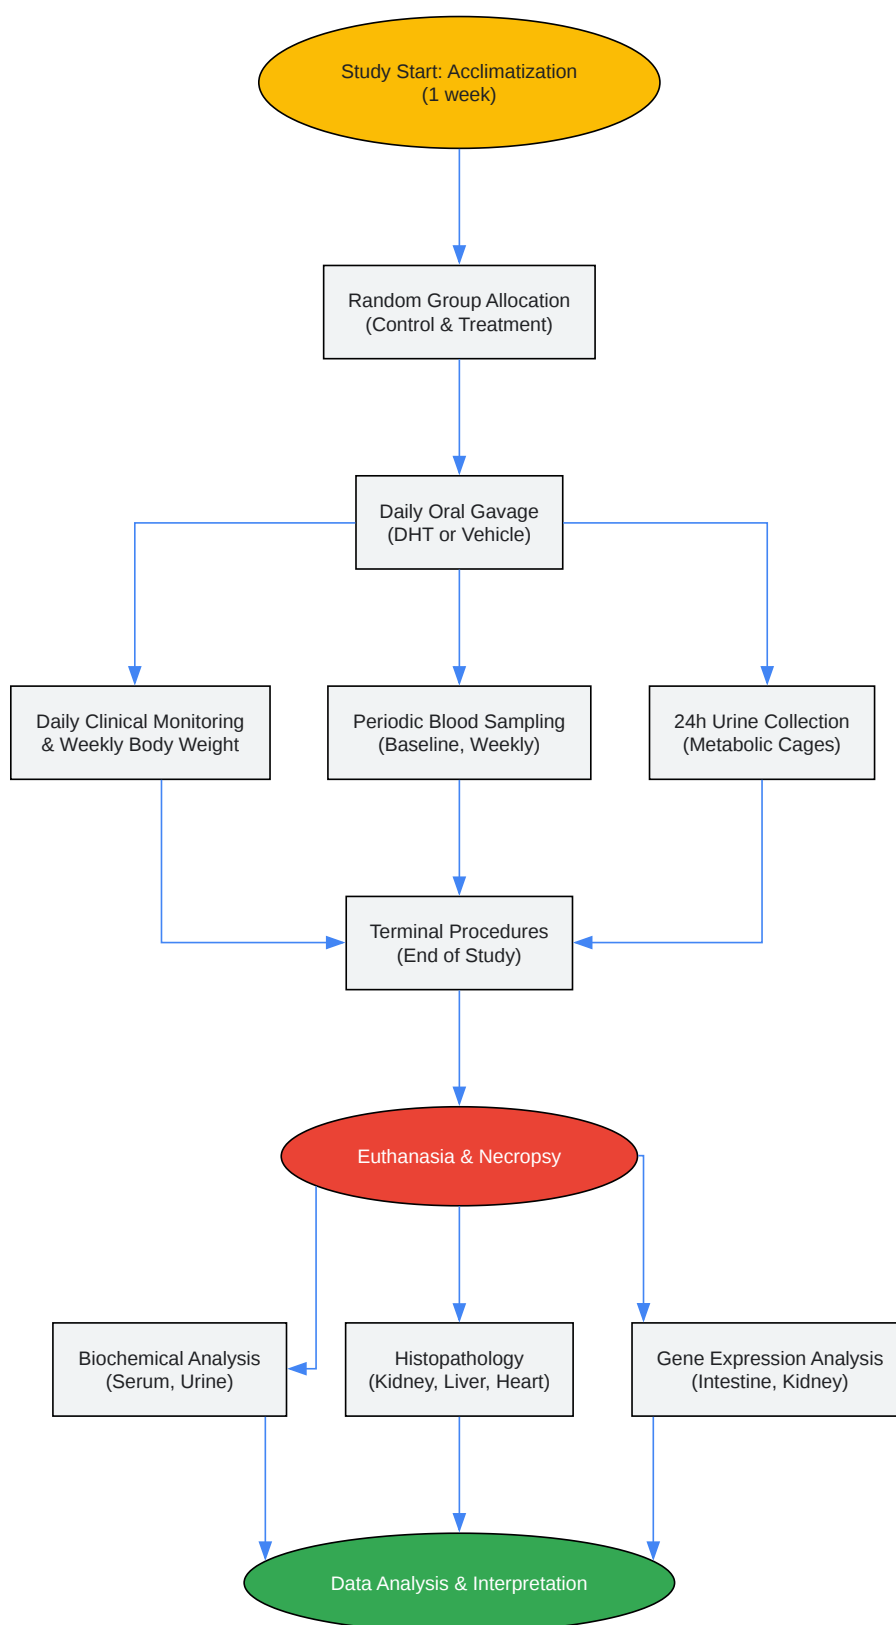 Study Start: Acclimatization
(1 week)
Random Group Allocation
(Control & Treatment)
Daily Oral Gavage
(DHT or Vehicle)
Daily Clinical Monitoring
& Weekly Body Weight
Periodic Blood Sampling
(Baseline, Weekly)
24h Urine Collection
(Metabolic Cages)
Terminal Procedures
(End of Study)
Euthanasia & Necropsy
Biochemical Analysis
(Serum, Urine)
Histopathology
(Kidney, Liver, Heart)
Gene Expression Analysis
(Intestine, Kidney)
Data Analysis & Interpretation